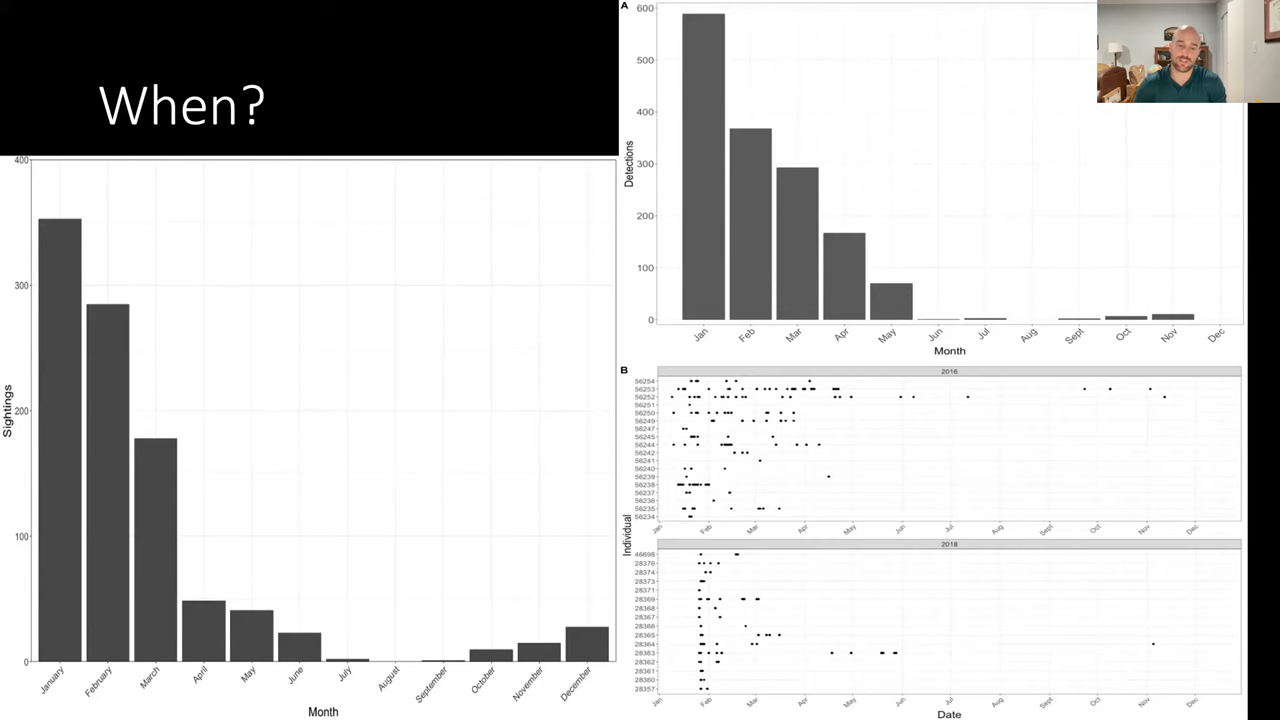 When?
400
300
200
100
0
Sightings
January
February
March
April
May
June
July
August
September
October
November
December
Month
A
600
500
400
300
200
100
0
Detections
Jan
Feb
Mar
Apr
May
Jun
Jul
Aug
Sept
Oct
Nov
Dec
Month
B
2016
56254
56253
56252
56251
56250
56249
56247
56245
56244
56242
56241
56240
56239
56238
56237
56236
56235
56234
Jan
Feb
Mar
Apr
May
Jun
Jul
Aug
Sept
Oct
Nov
Dec
Individual
2018
46698
28376
28374
28373
28371
28369
28368
28367
28366
28365
28364
28363
28362
28361
28360
28357
Jan
Feb
Mar
Apr
May
Jun
Jul
Aug
Sept
Oct
Nov
Dec
Date